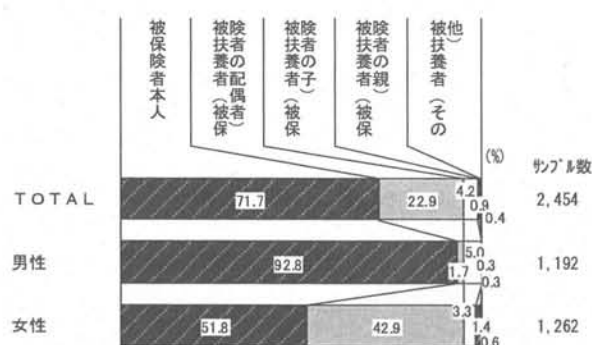 被保険者本人
被扶養者（被保
険者の配偶者）
被扶養者（被保
険者の子）
被扶養者（被保
険者の親）
被扶養者（その
他）
(%)
ｻﾝﾌﾟﾙ数
TOTAL
71.7
22.9
4.2
0.9
0.4
2,454
男性
92.8
1.7
5.0
0.3
0.3
1,192
女性
51.8
42.9
3.3
1.4
0.6
1,262